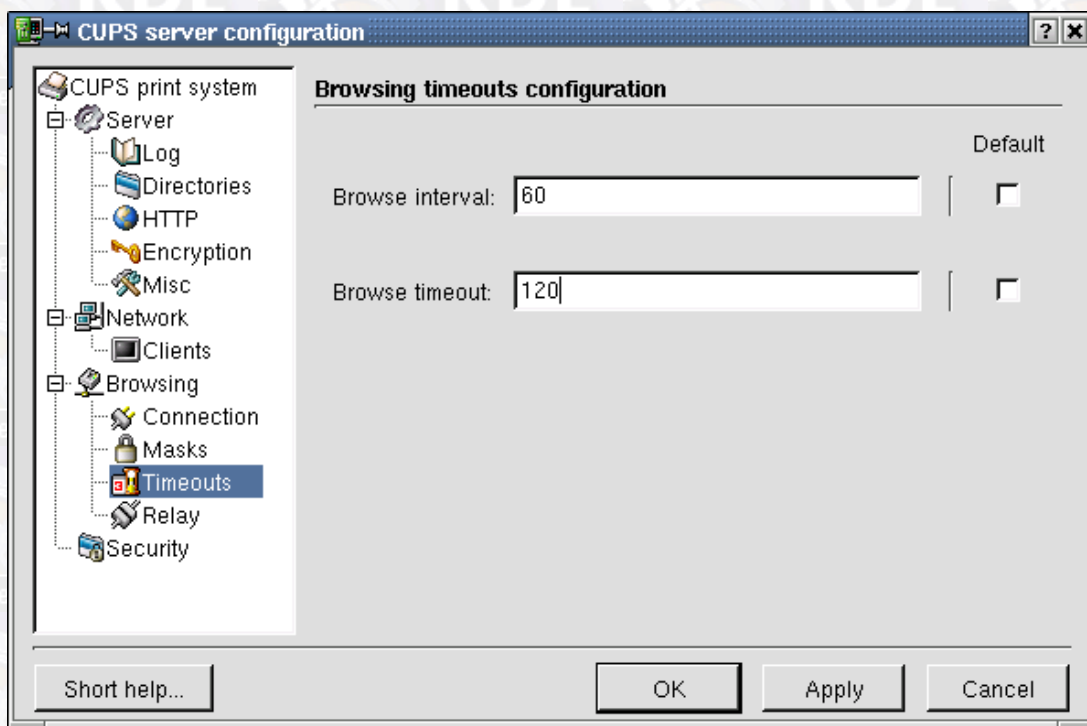 CUPS server configuration
CUPS print system
Server
Log
Directories
HTTP
Encryption
Misc
Network
Clients
Browsing
Connection
Masks
Timeouts
Relay
Security
Browsing timeouts configuration
Default
Browse interval: 60
Browse timeout: 120
Short help...
OK
Apply
Cancel